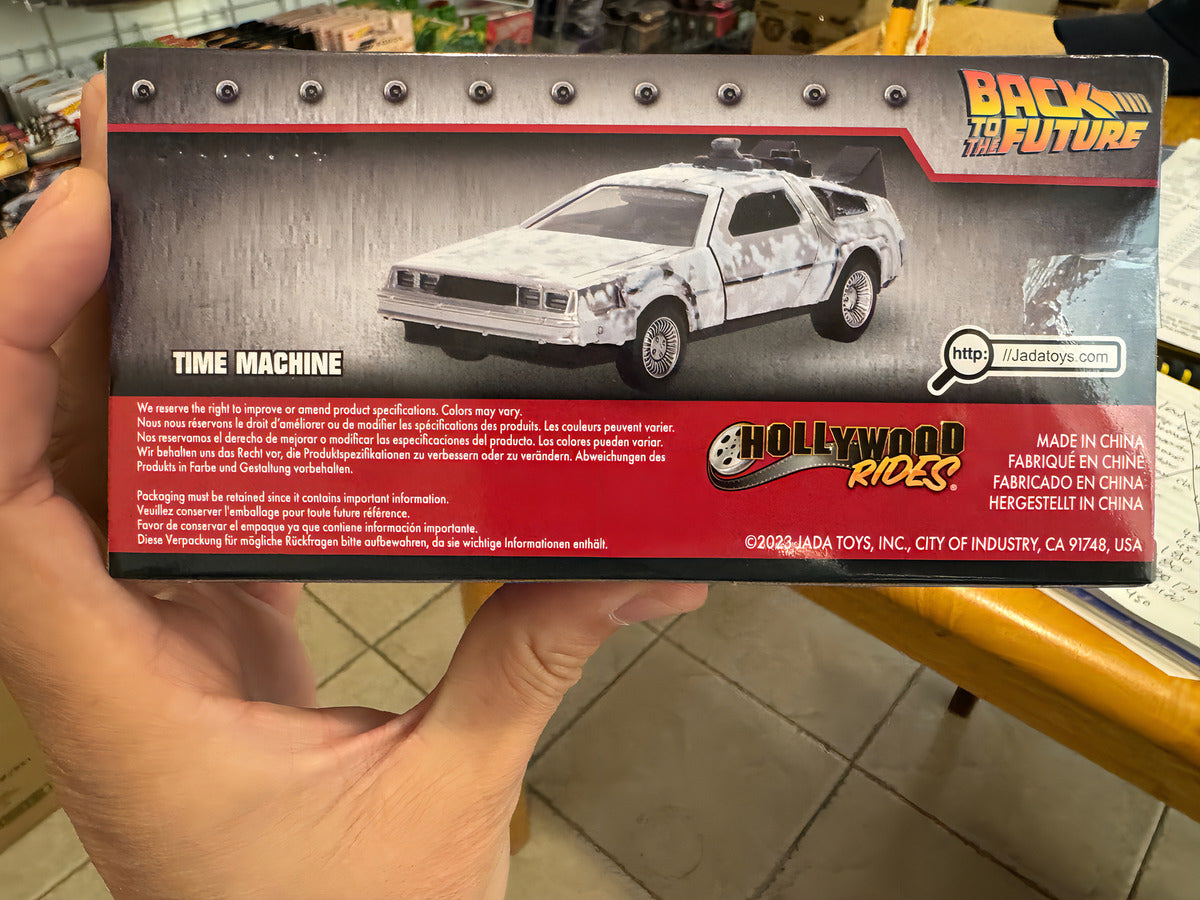 BACK
TO THE FUTURE
TIME MACHINE
http: //Jadatoys.com
We reserve the right to improve or amend product specifications. Colors may vary.
Nous nous réservons le droit d'améliorer ou de modifier les spécifications des produits. Les couleurs peuvent varier.
Nos reservamos el derecho de mejorar o modificar las especificaciones del producto. Los colores pueden variar.
Wir behalten uns das Recht vor, die Produktspezifikationen zu verbessern oder zu verändern. Abweichungen des
Produkts in Farbe und Gestaltung vorbehalten.
Packaging must be retained since it contains important information.
Veuillez conserver l'emballage pour toute future référence.
Favor de conservar el empaque ya que contiene información importante.
Diese Verpackung für mögliche Rückfragen bitte aufbewahren, da sie wichtige Informationen enthält.
HOLLYWOOD
RIDES®
MADE IN CHINA
FABRIQUÉ EN CHINE
FABRICADO EN CHINA
HERGESTELLT IN CHINA
©2023 JADA TOYS, INC., CITY OF INDUSTRY, CA 91748, USA